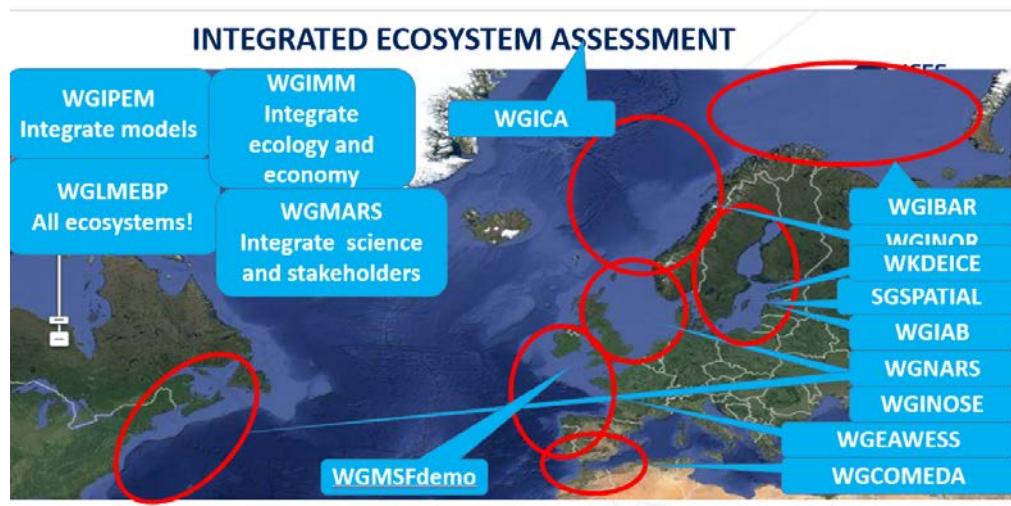 INTEGRATED ECOSYSTEM ASSESSMENT
WGIPEM
Integrate models
WGIMM
Integrate
ecology and
economy
WGICA
WGLMEBP
All ecosystems!
WGMARS
Integrate science
and stakeholders
WGIBAR
WGINOR
WKDEICE
SGSPATIAL
WGIAB
WGNARS
WGINOSE
WGEAWESS
WGMSFdemo
WGCOMEDA